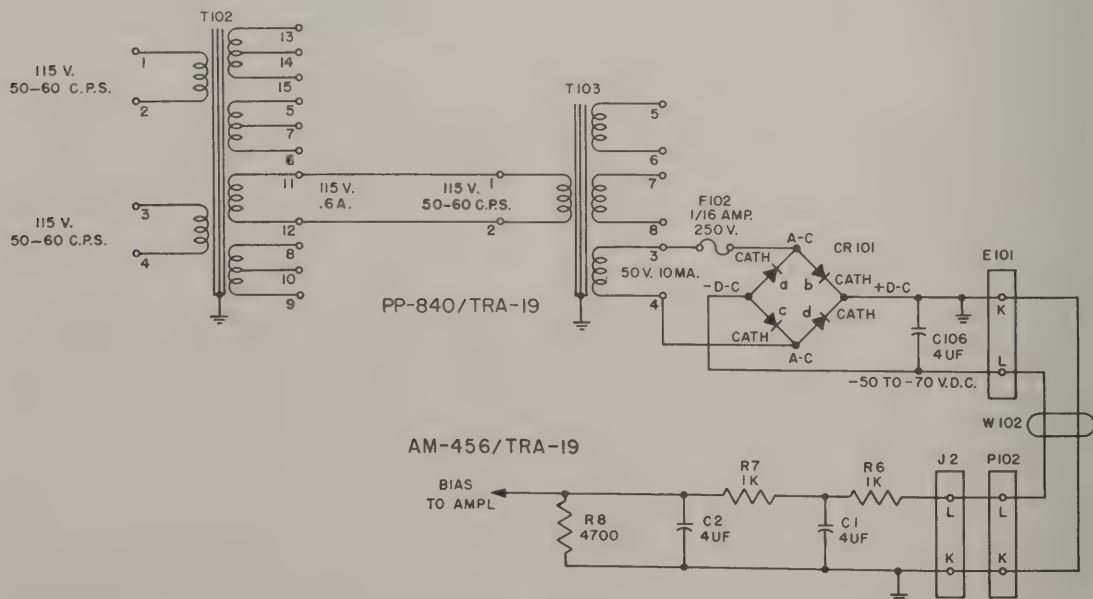 T102
1
115 V.
50-60 C.P.S.
2
3
115 V.
50-60 C.P.S.
4
13
14
15
5
7
6
11
115 V.
.6 A.
12
8
10
9
PP-840/TRA-19
T103
1
115 V.
50-60 C.P.S.
2
5
6
7
8
3
50 V. 10 MA.
4
F102
1/16 AMP.
250 V.
A-C
CR101
CATH
a
b
CATH
-D-C
+D-C
c
d
CATH
CATH
A-C
C106
4UF
-50 TO -70 V.D.C.
E101
K
L
W102
AM-456/TRA-19
BIAS
TO AMPL
R8
4700
C2
4UF
R7
1K
C1
4UF
R6
1K
J2
L
K
P102
L
K